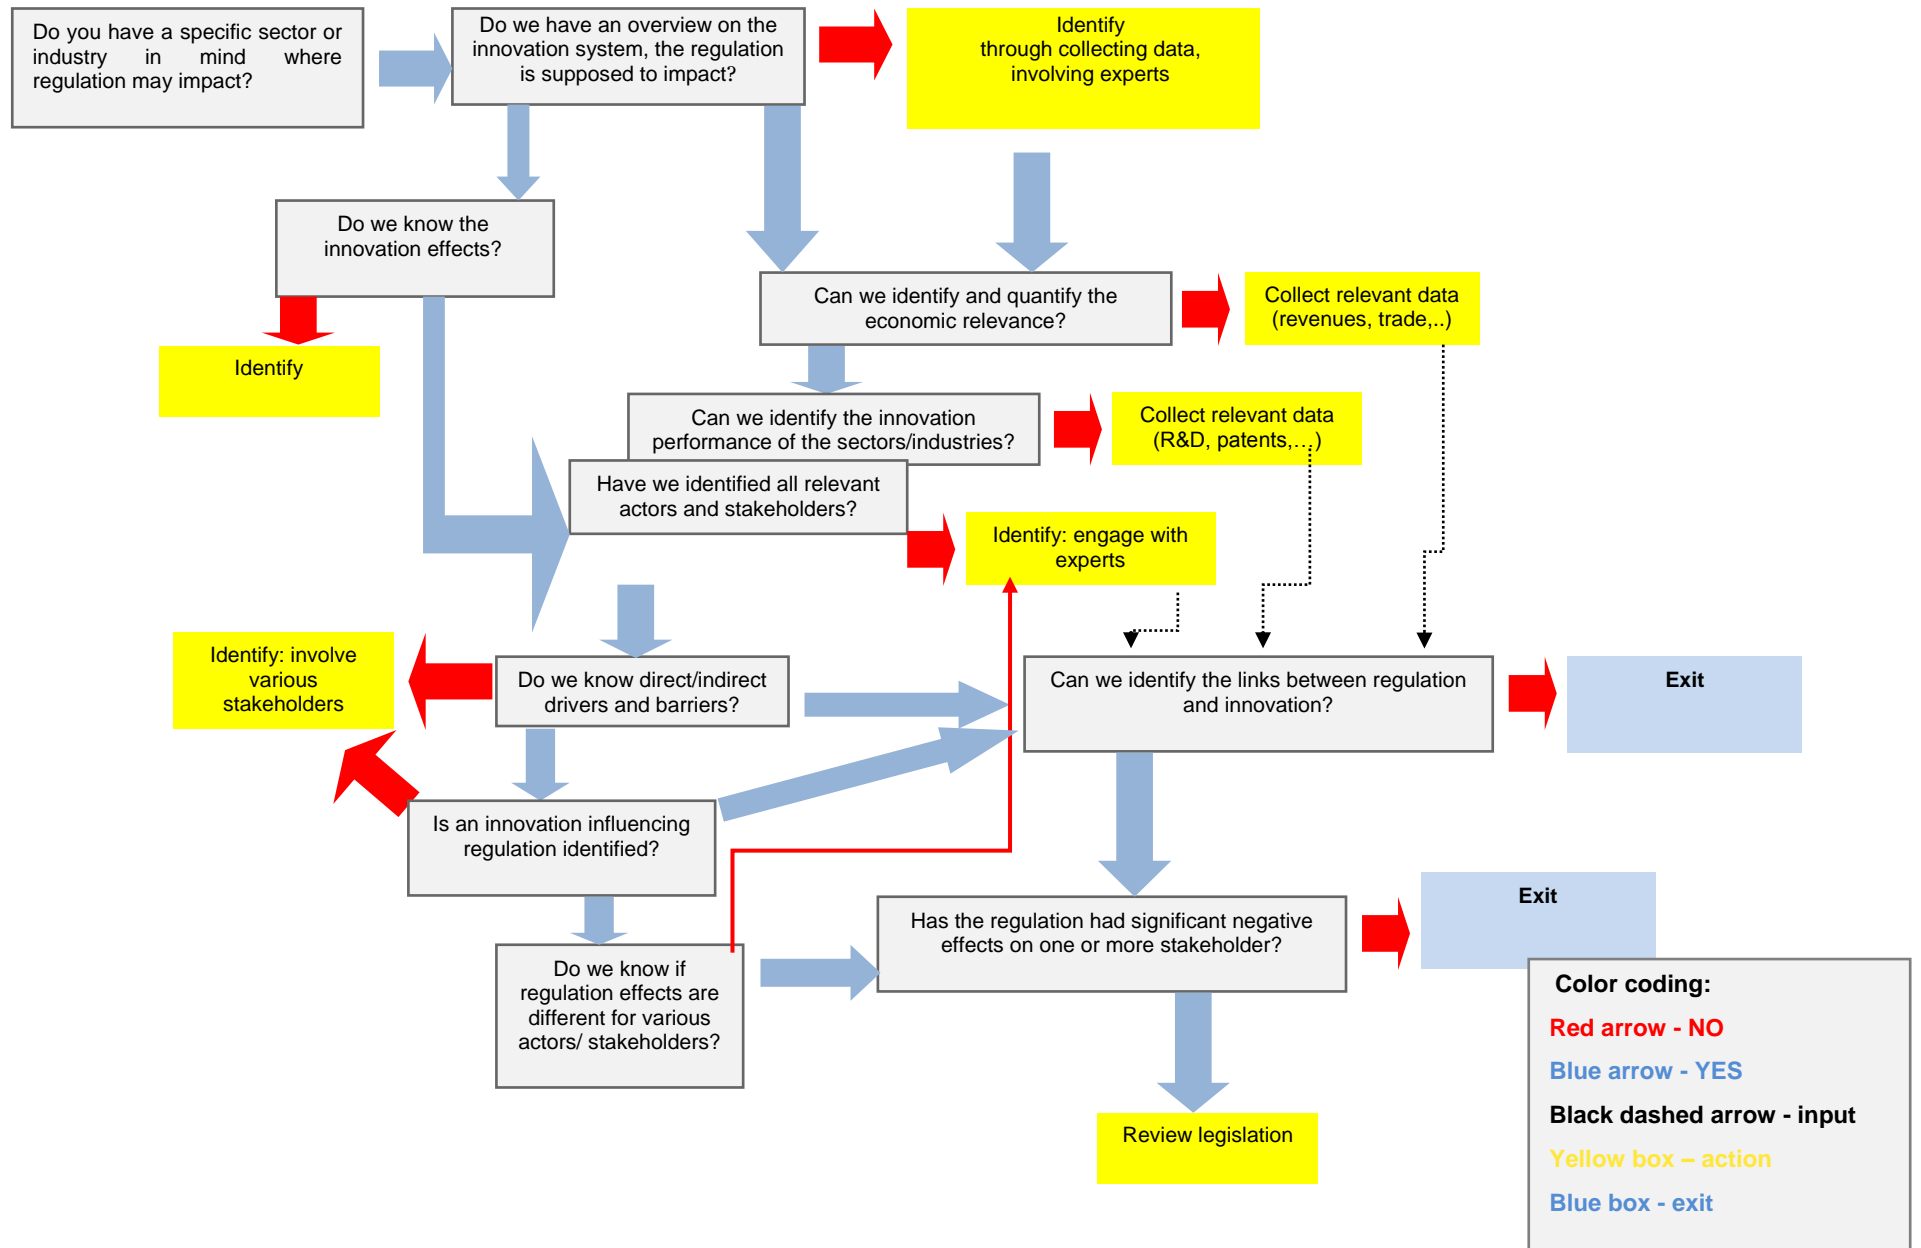 Do you have a specific sector or
industry in mind where
regulation may impact?
Do we have an overview on the
innovation system, the regulation
is supposed to impact?
Identify
through collecting data,
involving experts
Do we know the
innovation effects?
Can we identify and quantify the
economic relevance?
Collect relevant data
(revenues, trade,..)
Identify
Can we identify the innovation
performance of the sectors/industries?
Collect relevant data
(R&D, patents,…)
Have we identified all relevant
actors and stakeholders?
Identify: engage with
experts
Identify: involve
various
stakeholders
Do we know direct/indirect
drivers and barriers?
Can we identify the links between regulation
and innovation?
Exit
Is an innovation influencing
regulation identified?
Has the regulation had significant negative
effects on one or more stakeholder?
Exit
Do we know if
regulation effects are
different for various
actors/ stakeholders?
Review legislation
Color coding:
Red arrow - NO
Blue arrow - YES
Black dashed arrow - input
Yellow box – action
Blue box - exit